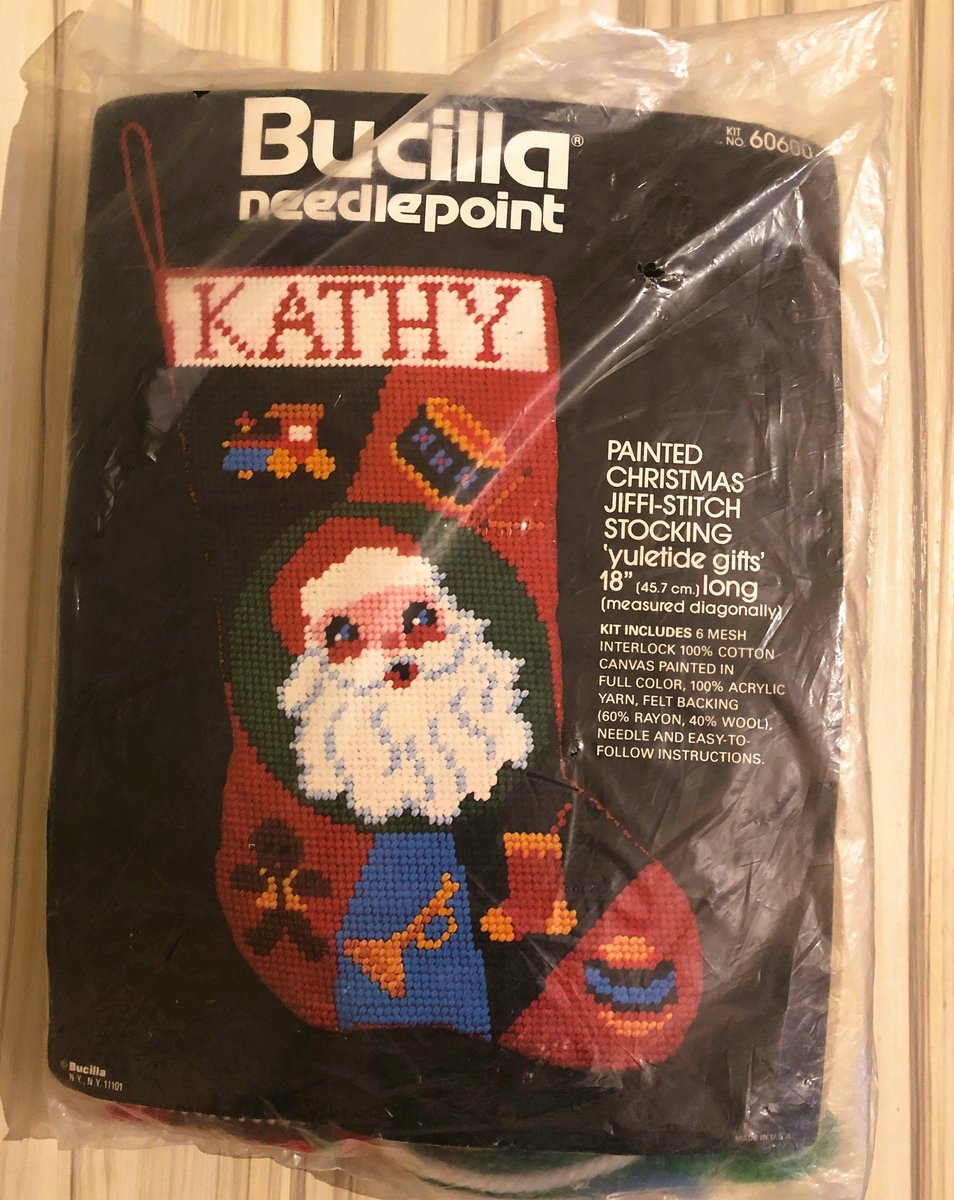 Bucilla®
needlepoint
KIT
NO. 60600
KATHY
PAINTED
CHRISTMAS
JIFFI-STITCH
STOCKING
'yuletide gifts'
18” (45.7 cm.) long
(measured diagonally)
KIT INCLUDES 6 MESH
INTERLOCK 100% COTTON
CANVAS PAINTED IN
FULL COLOR, 100% ACRYLIC
YARN, FELT BACKING
(60% RAYON, 40% WOOL),
NEEDLE AND EASY-TO-
FOLLOW INSTRUCTIONS.
© Bucilla
N.Y., N.Y. 11101
MADE IN U.S.A.